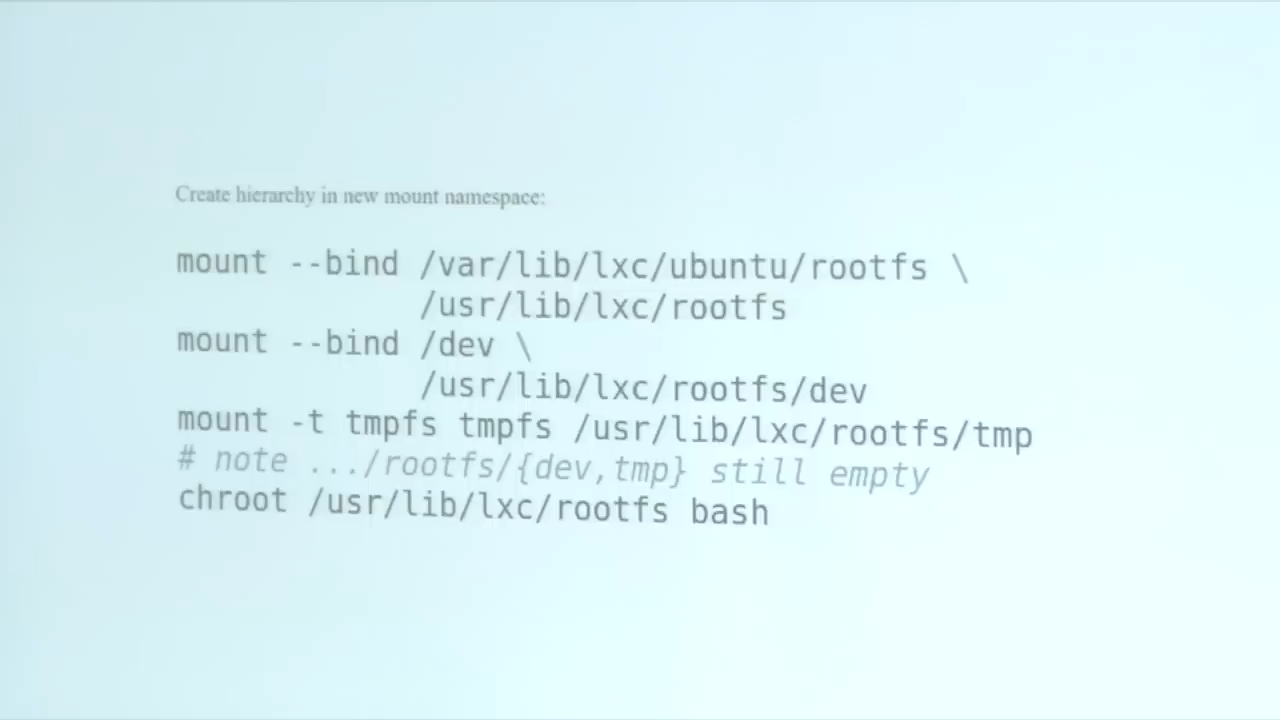 Create hierarchy in new mount namespace:
mount --bind /var/lib/lxc/ubuntu/rootfs \
/usr/lib/lxc/rootfs
mount --bind /dev \
/usr/lib/lxc/rootfs/dev
mount -t tmpfs tmpfs /usr/lib/lxc/rootfs/tmp
# note .../rootfs/{dev,tmp} still empty
chroot /usr/lib/lxc/rootfs bash